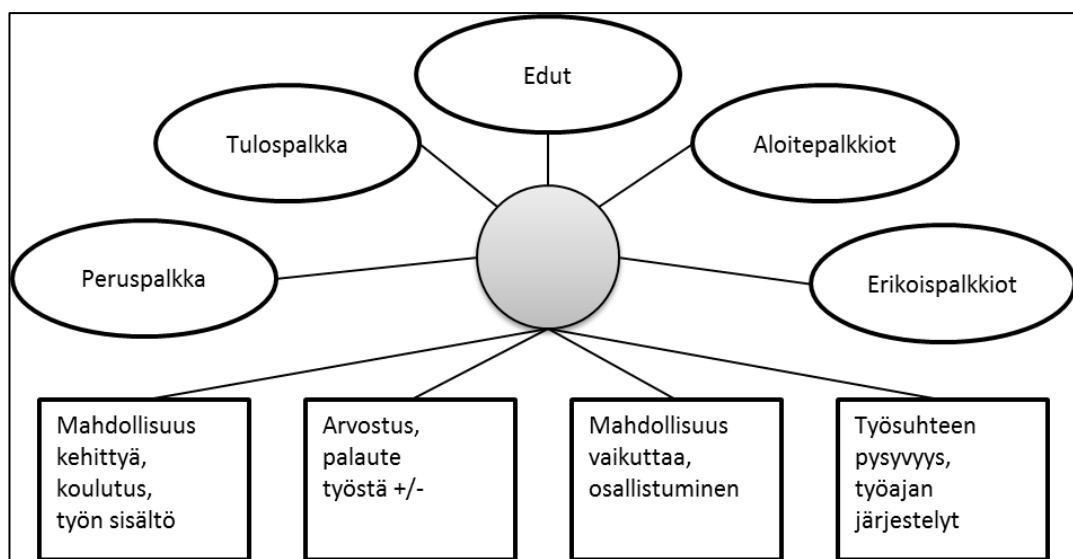 Edut
Tulospalkka
Aloitepalkkiot
Peruspalkka
Erikoispalkkiot
Mahdollisuus
kehittyä,
koulutus,
työn sisältö
Arvostus,
palaute
työstä +/-
Mahdollisuus
vaikuttaa,
osallistuminen
Työsuhteen
pysyvyys,
työajan
järjestelyt